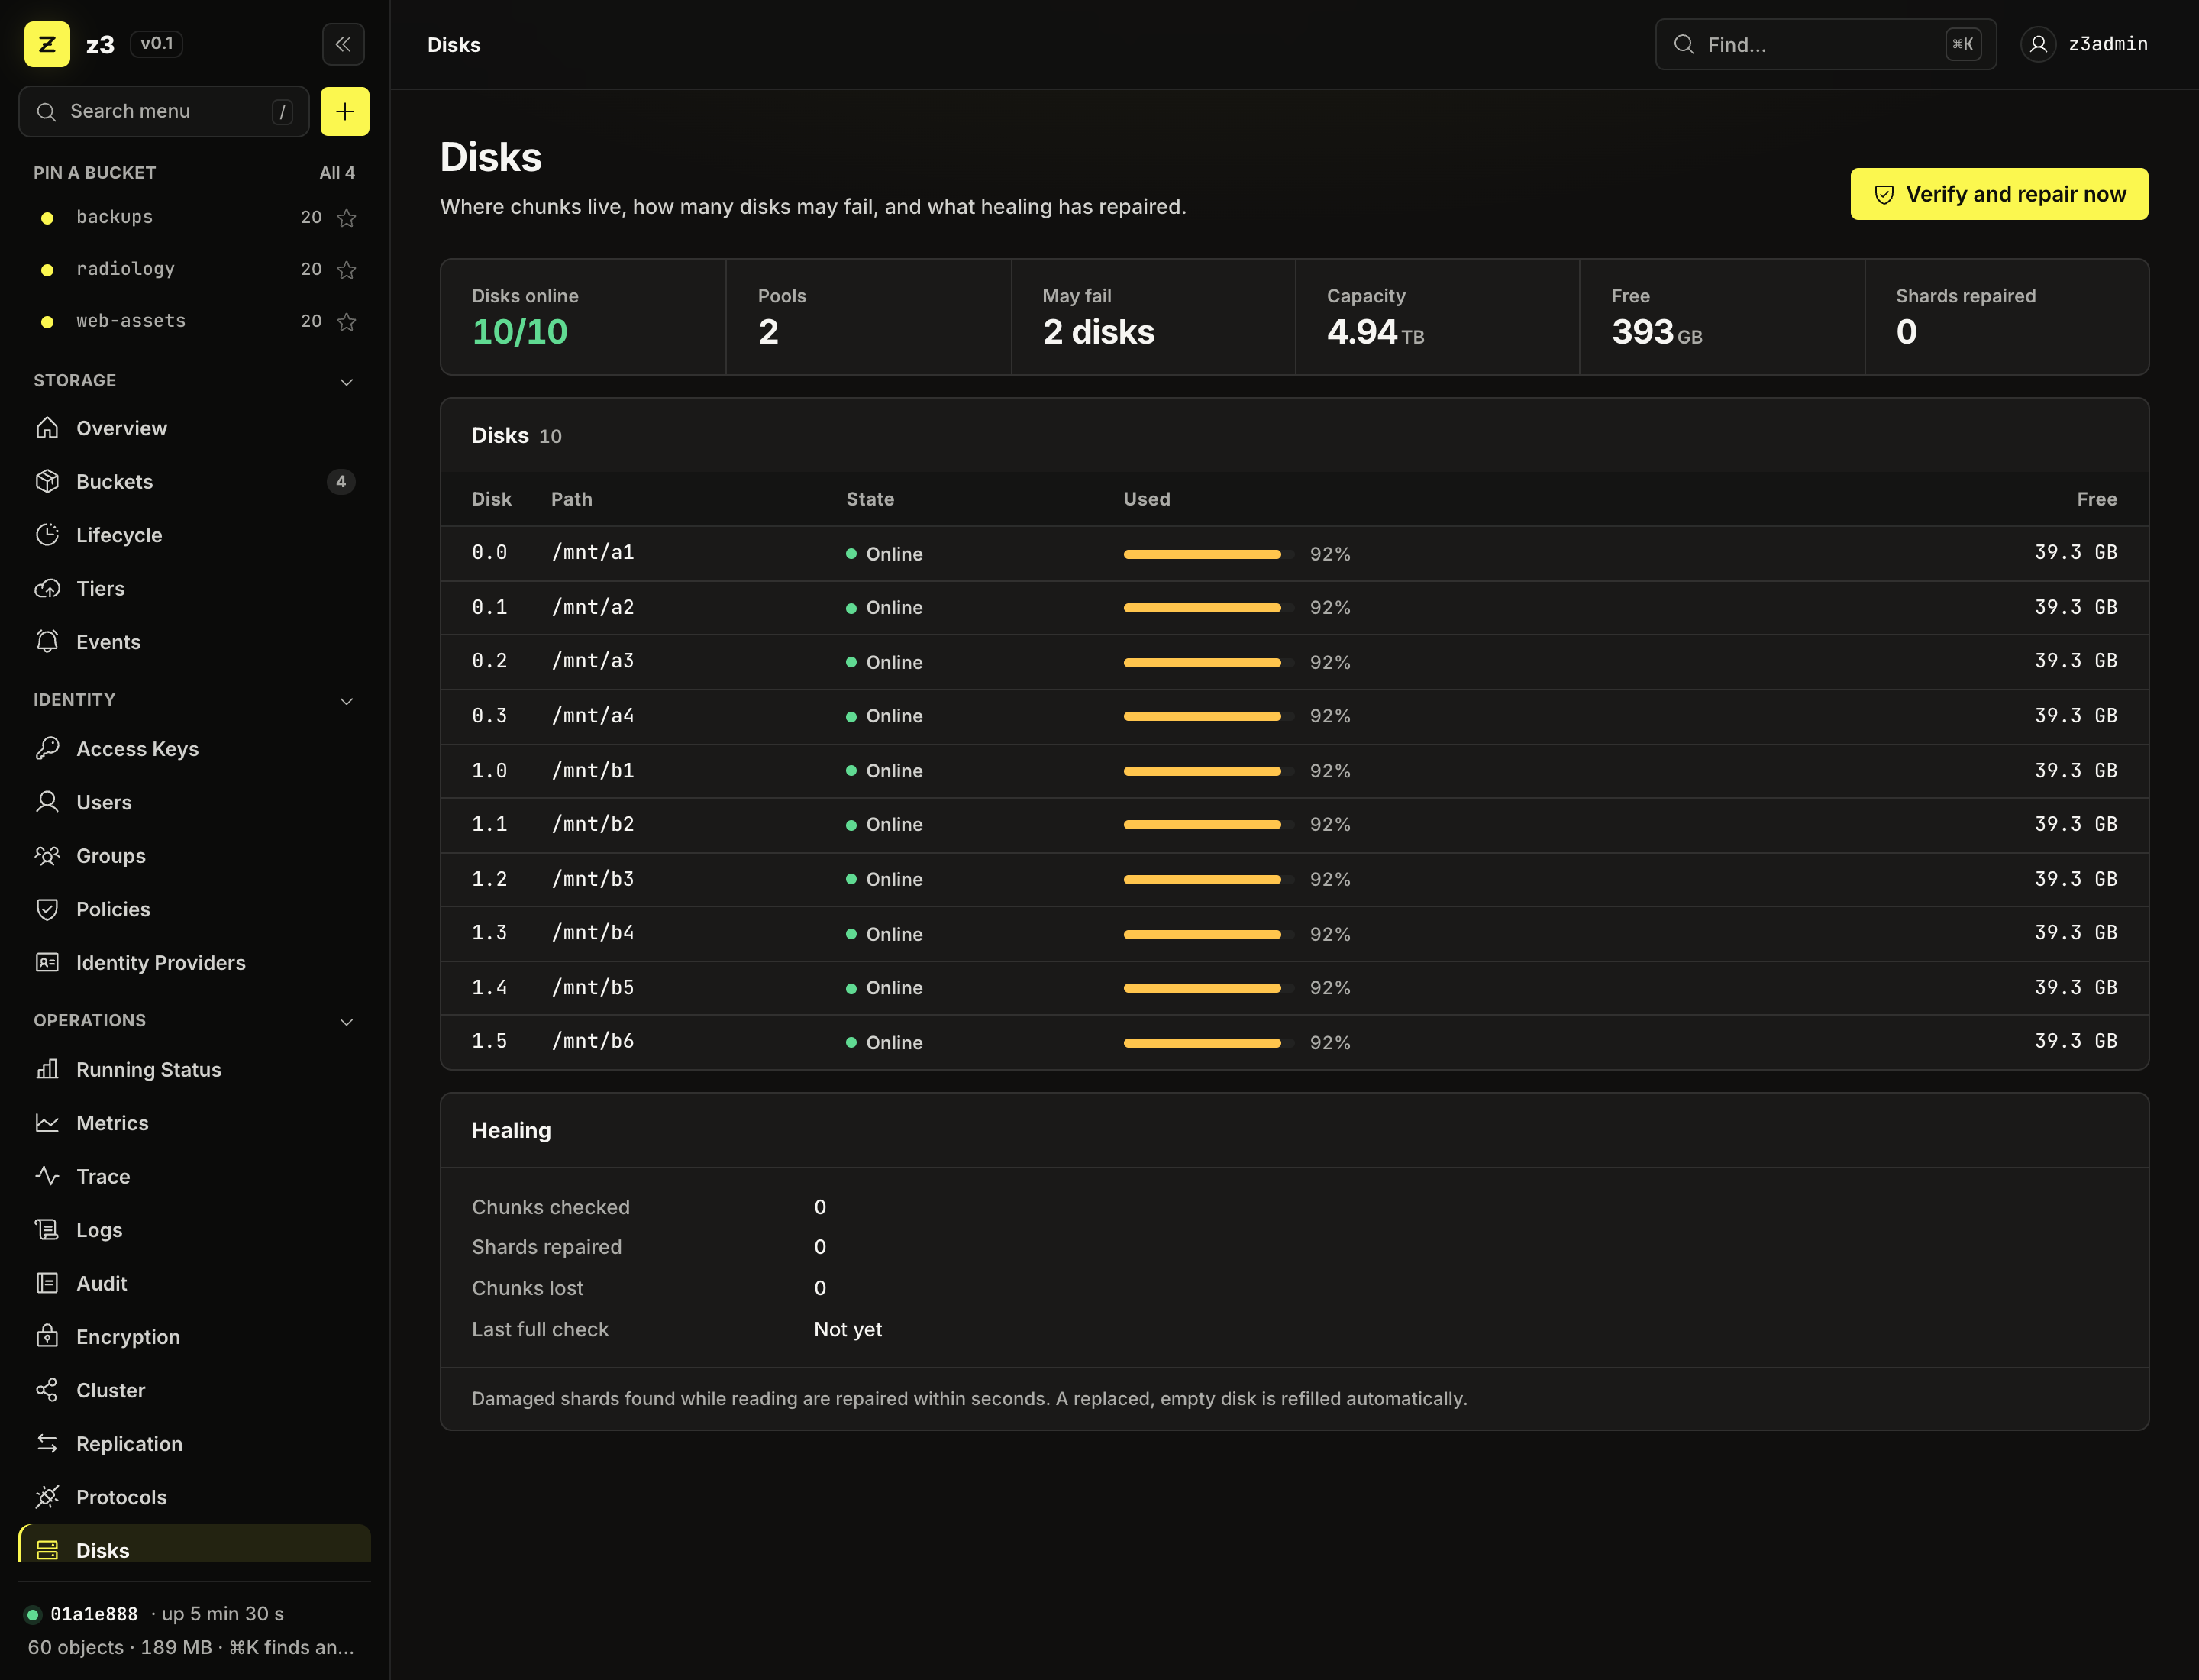 z3 v0.1
Search menu /
PIN A BUCKET All 4
backups 20
radiology 20
web-assets 20
STORAGE
Overview
Buckets 4
Lifecycle
Tiers
Events
IDENTITY
Access Keys
Users
Groups
Policies
Identity Providers
OPERATIONS
Running Status
Metrics
Trace
Logs
Audit
Encryption
Cluster
Replication
Protocols
Disks
01a1e888 · up 5 min 30 s
60 objects · 189 MB · ⌘K finds an...
Disks
Find... ⌘K
z3admin
Disks
Where chunks live, how many disks may fail, and what healing has repaired.
Verify and repair now
Disks online
10/10
Pools
2
May fail
2 disks
Capacity
4.94 TB
Free
393 GB
Shards repaired
0
Disks 10
Disk Path State Used Free
0.0 /mnt/a1 Online 92% 39.3 GB
0.1 /mnt/a2 Online 92% 39.3 GB
0.2 /mnt/a3 Online 92% 39.3 GB
0.3 /mnt/a4 Online 92% 39.3 GB
1.0 /mnt/b1 Online 92% 39.3 GB
1.1 /mnt/b2 Online 92% 39.3 GB
1.2 /mnt/b3 Online 92% 39.3 GB
1.3 /mnt/b4 Online 92% 39.3 GB
1.4 /mnt/b5 Online 92% 39.3 GB
1.5 /mnt/b6 Online 92% 39.3 GB
Healing
Chunks checked 0
Shards repaired 0
Chunks lost 0
Last full check Not yet
Damaged shards found while reading are repaired within seconds. A replaced, empty disk is refilled automatically.